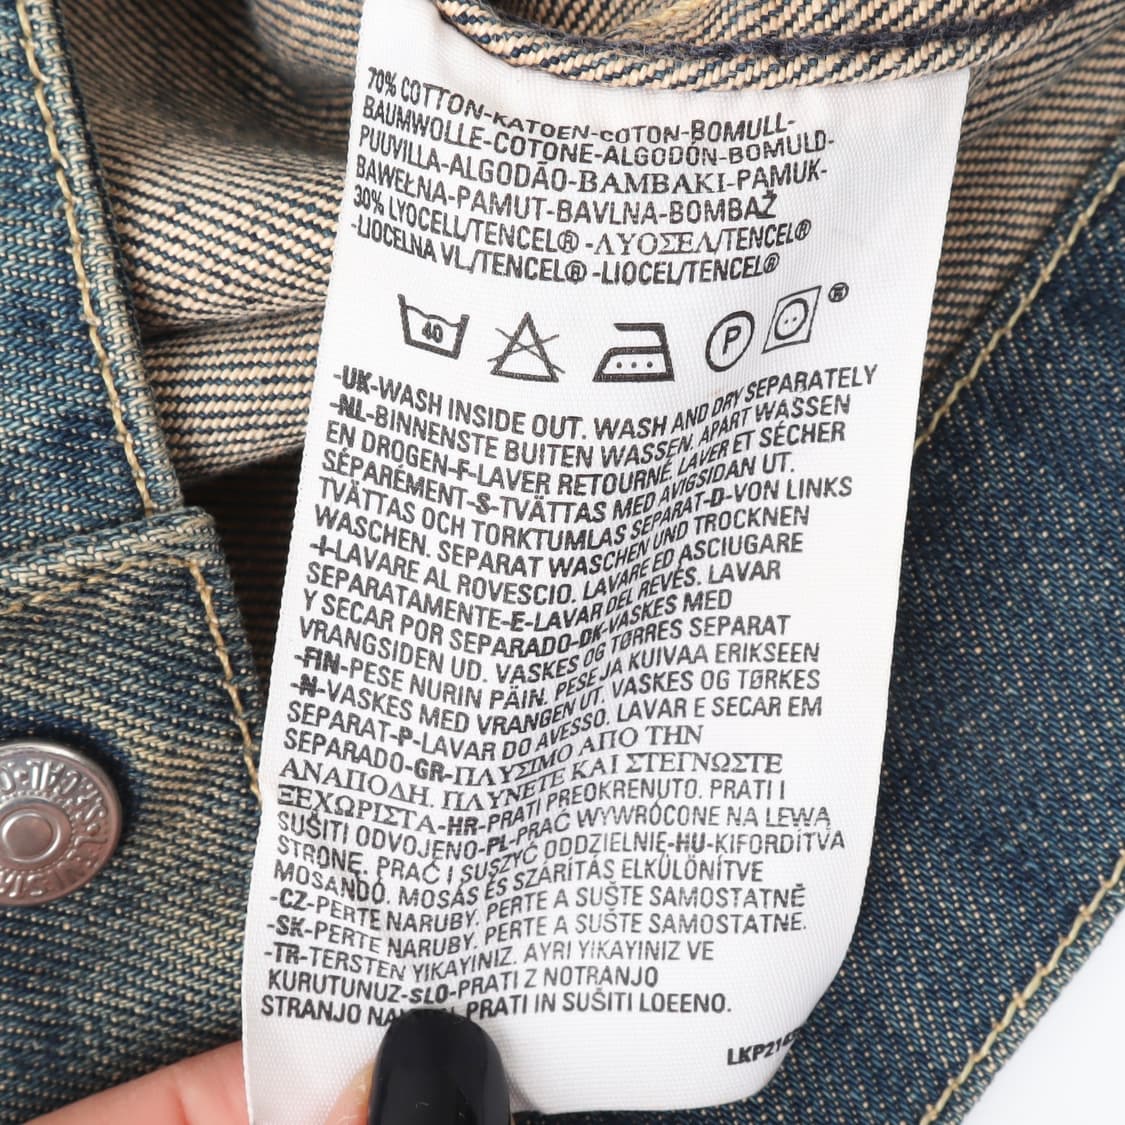 70% COTTON-KATOEN-COTON-BOMULL-
BAUMWOLLE-COTONE-ALGODÓN-BOMULD-
PUUVILLA-ALGODÃO-BAMBAKI-PAMUK-
BAWEŁNA-PAMUT-BAVLNA-BOMBAŽ
30% LYOCELL/TENCEL® -ΛΥΟΣΕΛ/TENCEL®
-LIOCELNA VL./TENCEL® -LIOCEL/TENCEL®
40 P ®
-UK-WASH INSIDE OUT. WASH AND DRY SEPARATELY
-NL-BINNENSTE BUITEN WASSEN. APART WASSEN
EN DROGEN-F-LAVER RETOURNÉ. LAVER ET SÉCHER
SÉPARÉMENT-S-TVÄTTAS MED AVIGSIDAN UT.
TVÄTTAS OCH TORKTUMLAS SEPARAT-D-VON LINKS
WASCHEN. SEPARAT WASCHEN UND TROCKNEN
-I-LAVARE AL ROVESCIO. LAVARE ED ASCIUGARE
SEPARATAMENTE-E-LAVAR DEL REVÉS. LAVAR
Y SECAR POR SEPARADO-DK-VASKES MED
VRANGSIDEN UD. VASKES OG TØRRES SEPARAT
-FIN-PESE NURIN PÄIN. PESE JA KUIVAA ERIKSEEN
-N-VASKES MED VRANGEN UT. VASKES OG TØRKES
SEPARAT-P-LAVAR DO AVESSO. LAVAR E SECAR EM
SEPARADO-GR-ΠΛΥΣΙΜΟ ΑΠΟ ΤΗΝ
ΑΝΑΠΟΔΗ. ΠΛΥΝΕΤΕ ΚΑΙ ΣΤΕΓΝΩΣΤΕ
ΞΕΧΩΡΙΣΤΑ-HR-PRATI PREOKRENUTO. PRATI I
SUŠITI ODVOJENO-PL-PRAĆ WYWRÓCONE NA LEWĄ
STRONĘ. PRAĆ I SUSZYĆ ODDZIELNIE-HU-KIFORDÍTVA
MOSANDÓ. MOSÁS ÉS SZÁRÍTÁS ELKÜLÖNÍTVE
-CZ-PERTE NARUBY. PERTE A SUŠTE SAMOSTATNĚ
-SK-PERTE NARUBY. PERTE A SUŠTE SAMOSTATNE.
-TR-TERSTEN YIKAYINIZ. AYRI YIKAYINIZ VE
KURUTUNUZ-SLO-PRATI Z NOTRANJO
STRANJO PRATI IN SUŠITI LOEENO.